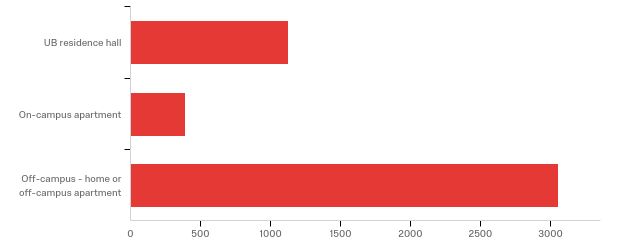 UB residence hall
On-campus apartment
Off-campus - home or
off-campus apartment
0 500 1000 1500 2000 2500 3000